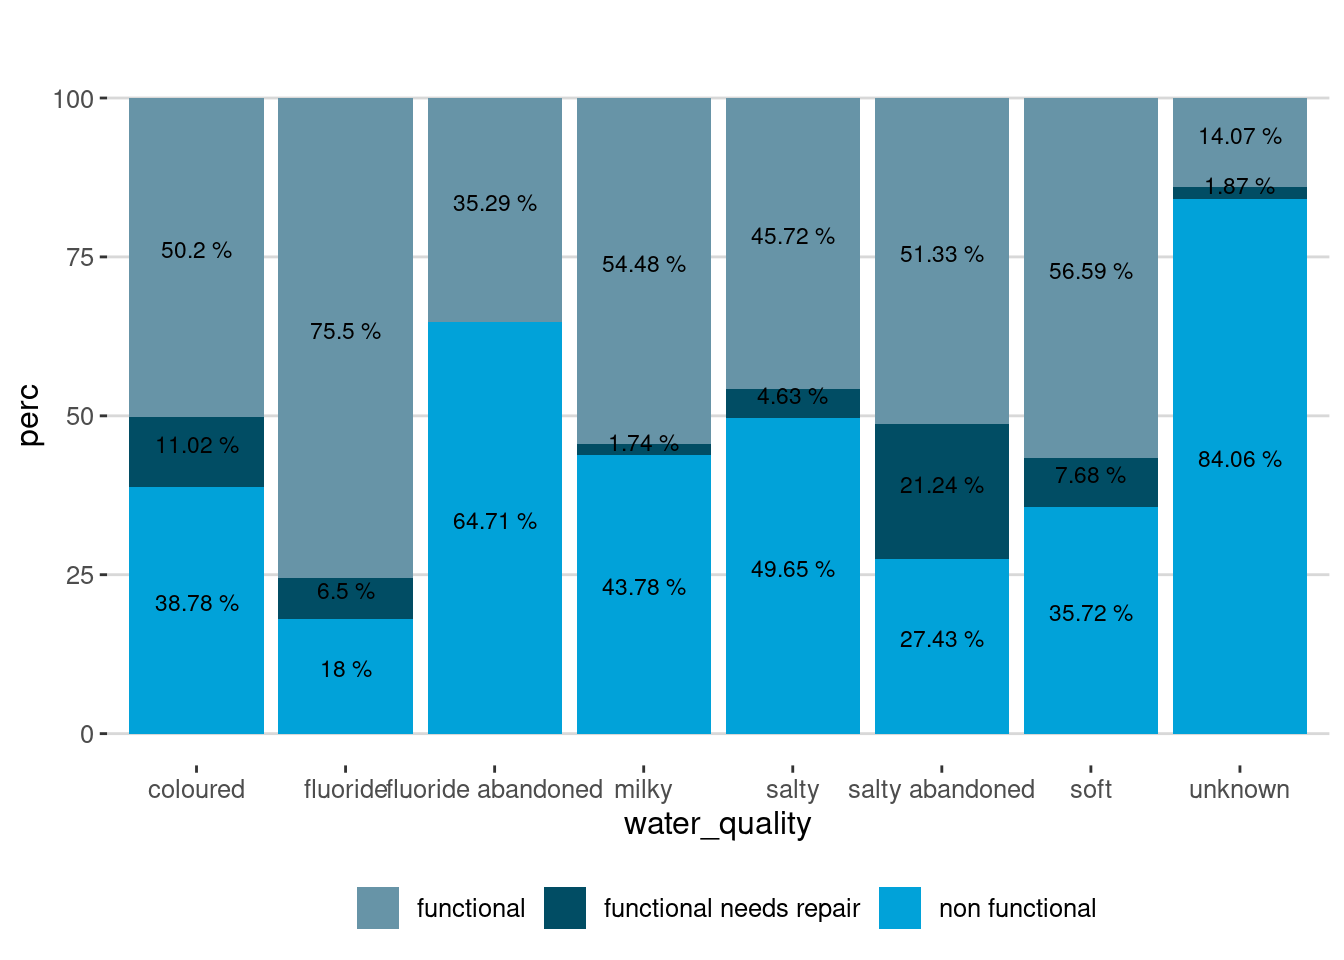 100
75
50
25
0
perc
50.2 %
11.02 %
38.78 %
75.5 %
6.5 %
18 %
35.29 %
64.71 %
54.48 %
1.74 %
43.78 %
45.72 %
4.63 %
49.65 %
51.33 %
21.24 %
27.43 %
56.59 %
7.68 %
35.72 %
14.07 %
1.87 %
84.06 %
coloured
fluoride
fluoride abandoned
milky
salty
salty abandoned
soft
unknown
water_quality
functional
functional needs repair
non functional